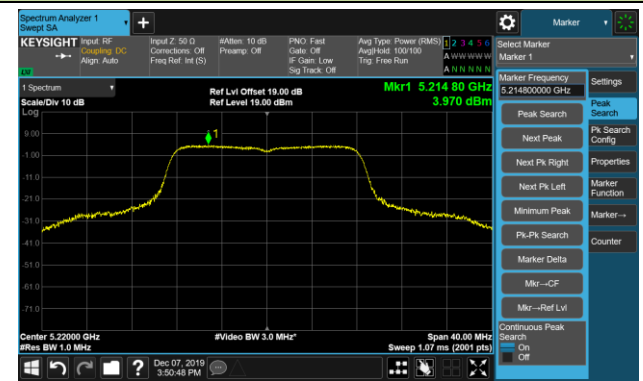 Spectrum Analyzer 1
Swept SA
+
Marker
KEYSIGHT
Input: RF
Coupling: DC
Align: Auto
Input Z: 50 Ω
Corrections: Off
Freq Ref: Int (S)
#Atten: 10 dB
Preamp: Off
PNO: Fast
Gate: Off
IF Gain: Low
Sig Track: Off
Avg Type: Power (RMS)
Avg|Hold: 100/100
Trig: Free Run
1 2 3 4 5 6
A W W W W W
A N N N N N
LXI
Select Marker
Marker 1
1 Spectrum
Scale/Div 10 dB
Log
Ref Lvl Offset 19.00 dB
Ref Level 19.00 dBm
Mkr1 5.214 80 GHz
3.970 dBm
1
9.00
-1.00
-11.0
-21.0
-31.0
-41.0
-51.0
-61.0
-71.0
Center 5.22000 GHz
#Res BW 1.0 MHz
#Video BW 3.0 MHz*
Span 40.00 MHz
Sweep 1.07 ms (2001 pts)
Marker Frequency
5.214800000 GHz
Peak Search
Next Peak
Next Pk Right
Next Pk Left
Minimum Peak
Pk-Pk Search
Marker Delta
Mkr→CF
Mkr→Ref Lvl
Continuous Peak
Search
On
Off
Settings
Peak
Search
Pk Search
Config
Properties
Marker
Function
Marker→
Counter
?
Dec 07, 2019
3:50:48 PM